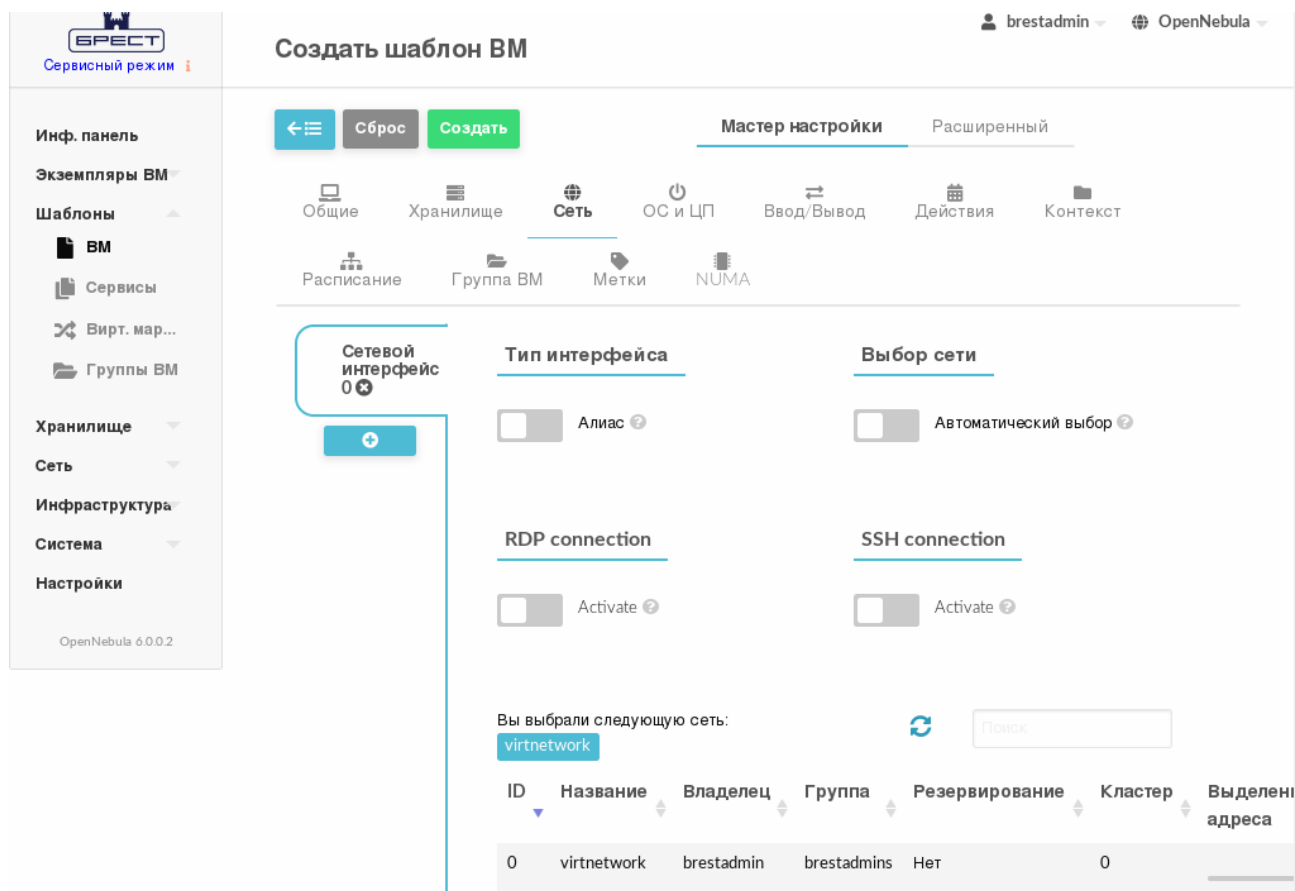 БРЕСТ
Сервисный режим i
Создать шаблон ВМ
brestadmin
OpenNebula
Инф. панель
Экземпляры ВМ
Шаблоны
ВМ
Сервисы
Вирт. мар...
Группы ВМ
Хранилище
Сеть
Инфраструктура
Система
Настройки
OpenNebula 6.0.0.2
Сброс
Создать
Мастер настройки
Расширенный
Общие
Хранилище
Сеть
ОС и ЦП
Ввод/Вывод
Действия
Контекст
Расписание
Группа ВМ
Метки
NUMA
Сетевой
интерфейс
0
Тип интерфейса
Выбор сети
Алиас
Автоматический выбор
RDP connection
SSH connection
Activate
Activate
Вы выбрали следующую сеть:
virtnetwork
Поиск
ID Название Владелец Группа Резервирование Кластер
адреса
0 virtnetwork brestadmin brestadmins Нет 0